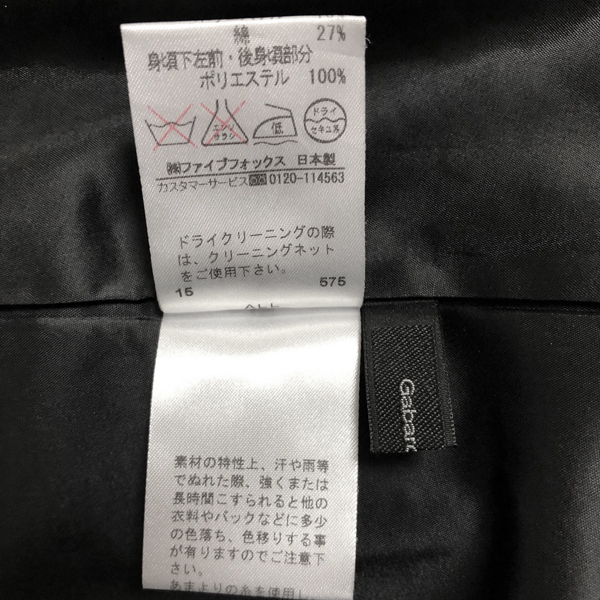 綿 27%
身頃下左前・後身頃部分
ポリエステル 100%
エンソ
サラシ
低
ドライ
セキユ系
㈱ファイブフォックス 日本製
カスタマーサービス 0120-114563
ドライクリーニングの際
は、クリーニングネット
をご使用下さい。
15 575
素材の特性上、汗や雨等
でぬれた際、強くまたは
長時間こすられると他の
衣料やバックなどに多少
の色落ち、色移りする事
が有りますのでご注意下
さい。